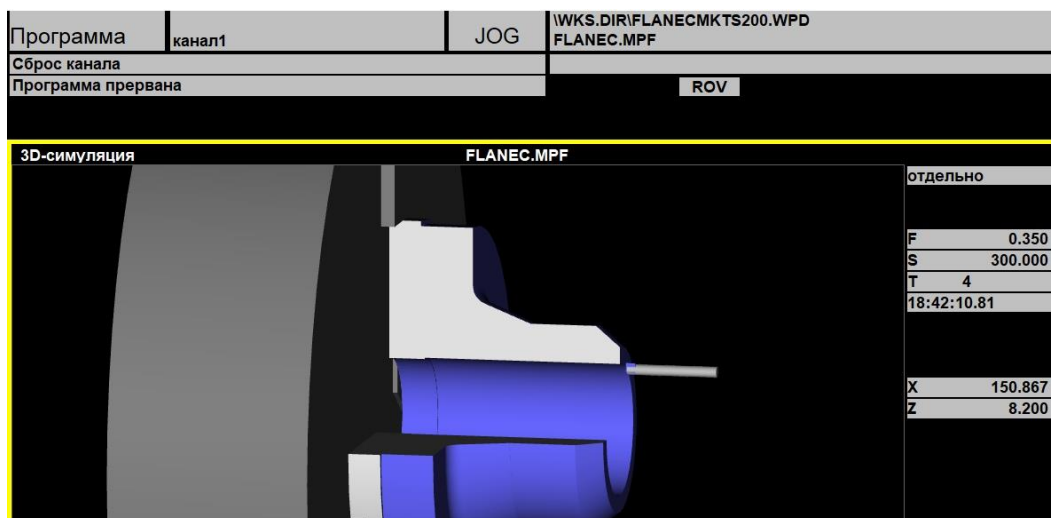 Программа канал1 JOG \WKS.DIR\FLANECMKTS200.WPD
FLANEC.MPF
Сброс канала
Программа прервана ROV
3D-симуляция FLANEC.MPF
отдельно
F 0.350
S 300.000
T 4
18:42:10.81
X 150.867
Z 8.200